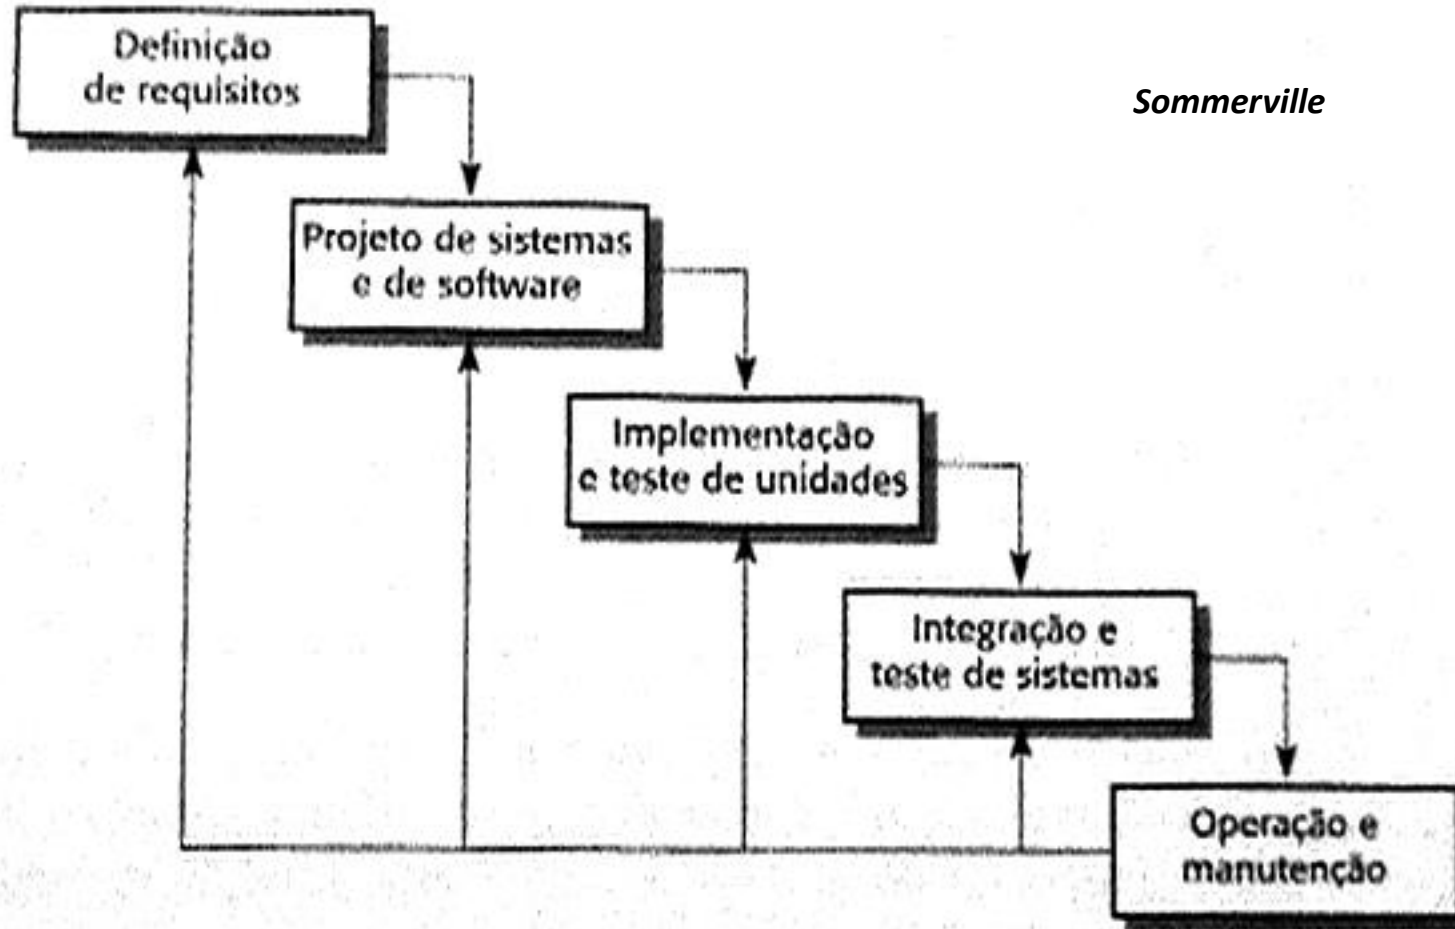 Definição
de requisitos
Sommerville
Projeto de sistemas
e de software
Implementação
e teste de unidades
Integração e
teste de sistemas
Operação e
manutenção